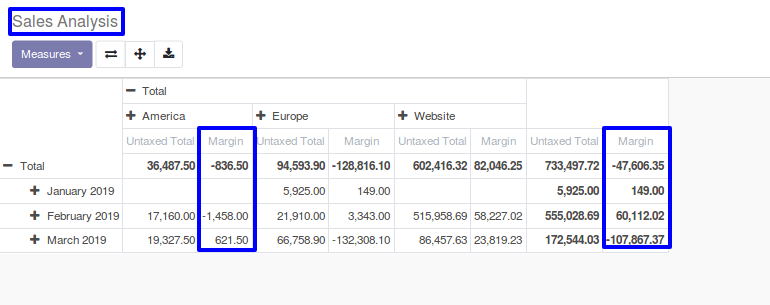 Sales Analysis
Measures
Total
America Europe Website
Untaxed Total Margin Untaxed Total Margin Untaxed Total Margin Untaxed Total Margin
Total 36,487.50 -836.50 94,593.90 -128,816.10 602,416.32 82,046.25 733,497.72 -47,606.35
January 2019 5,925.00 149.00 5,925.00 149.00
February 2019 17,160.00 -1,458.00 21,910.00 3,343.00 515,958.69 58,227.02 555,028.69 60,112.02
March 2019 19,327.50 621.50 66,758.90 -132,308.10 86,457.63 23,819.23 172,544.03 -107,867.37